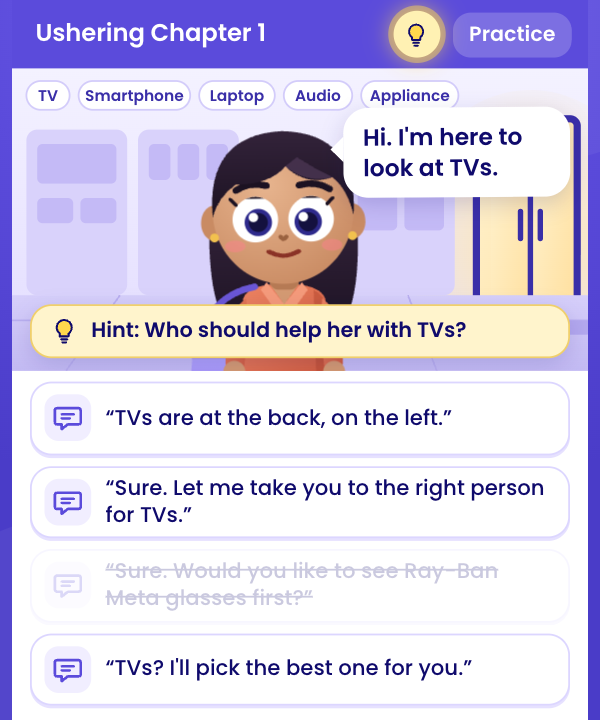 Ushering Chapter 1
Practice
TV
Smartphone
Laptop
Audio
Appliance
Hi. I'm here to
look at TVs.
Hint: Who should help her with TVs?
“TVs are at the back, on the left.”
“Sure. Let me take you to the right person
for TVs.”
“Sure. Would you like to see Ray-Ban
Meta glasses first?”
“TVs? I'll pick the best one for you.”